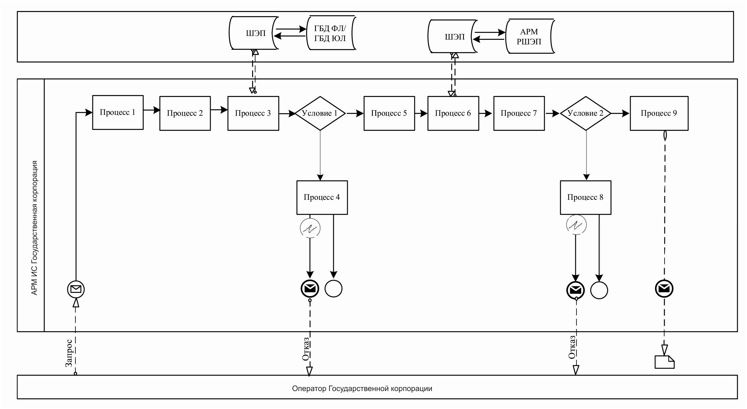 ШЭП
ГБД ФЛ/
ГБД ЮЛ
ШЭП
АРМ
РШЭП
АРМ ИС Государственная корпорация
Процесс 1
Процесс 2
Процесс 3
Условие 1
Процесс 5
Процесс 6
Процесс 7
Условие 2
Процесс 9
Процесс 4
Процесс 8
Запрос
Отказ
Отказ
Оператор Государственной корпорации